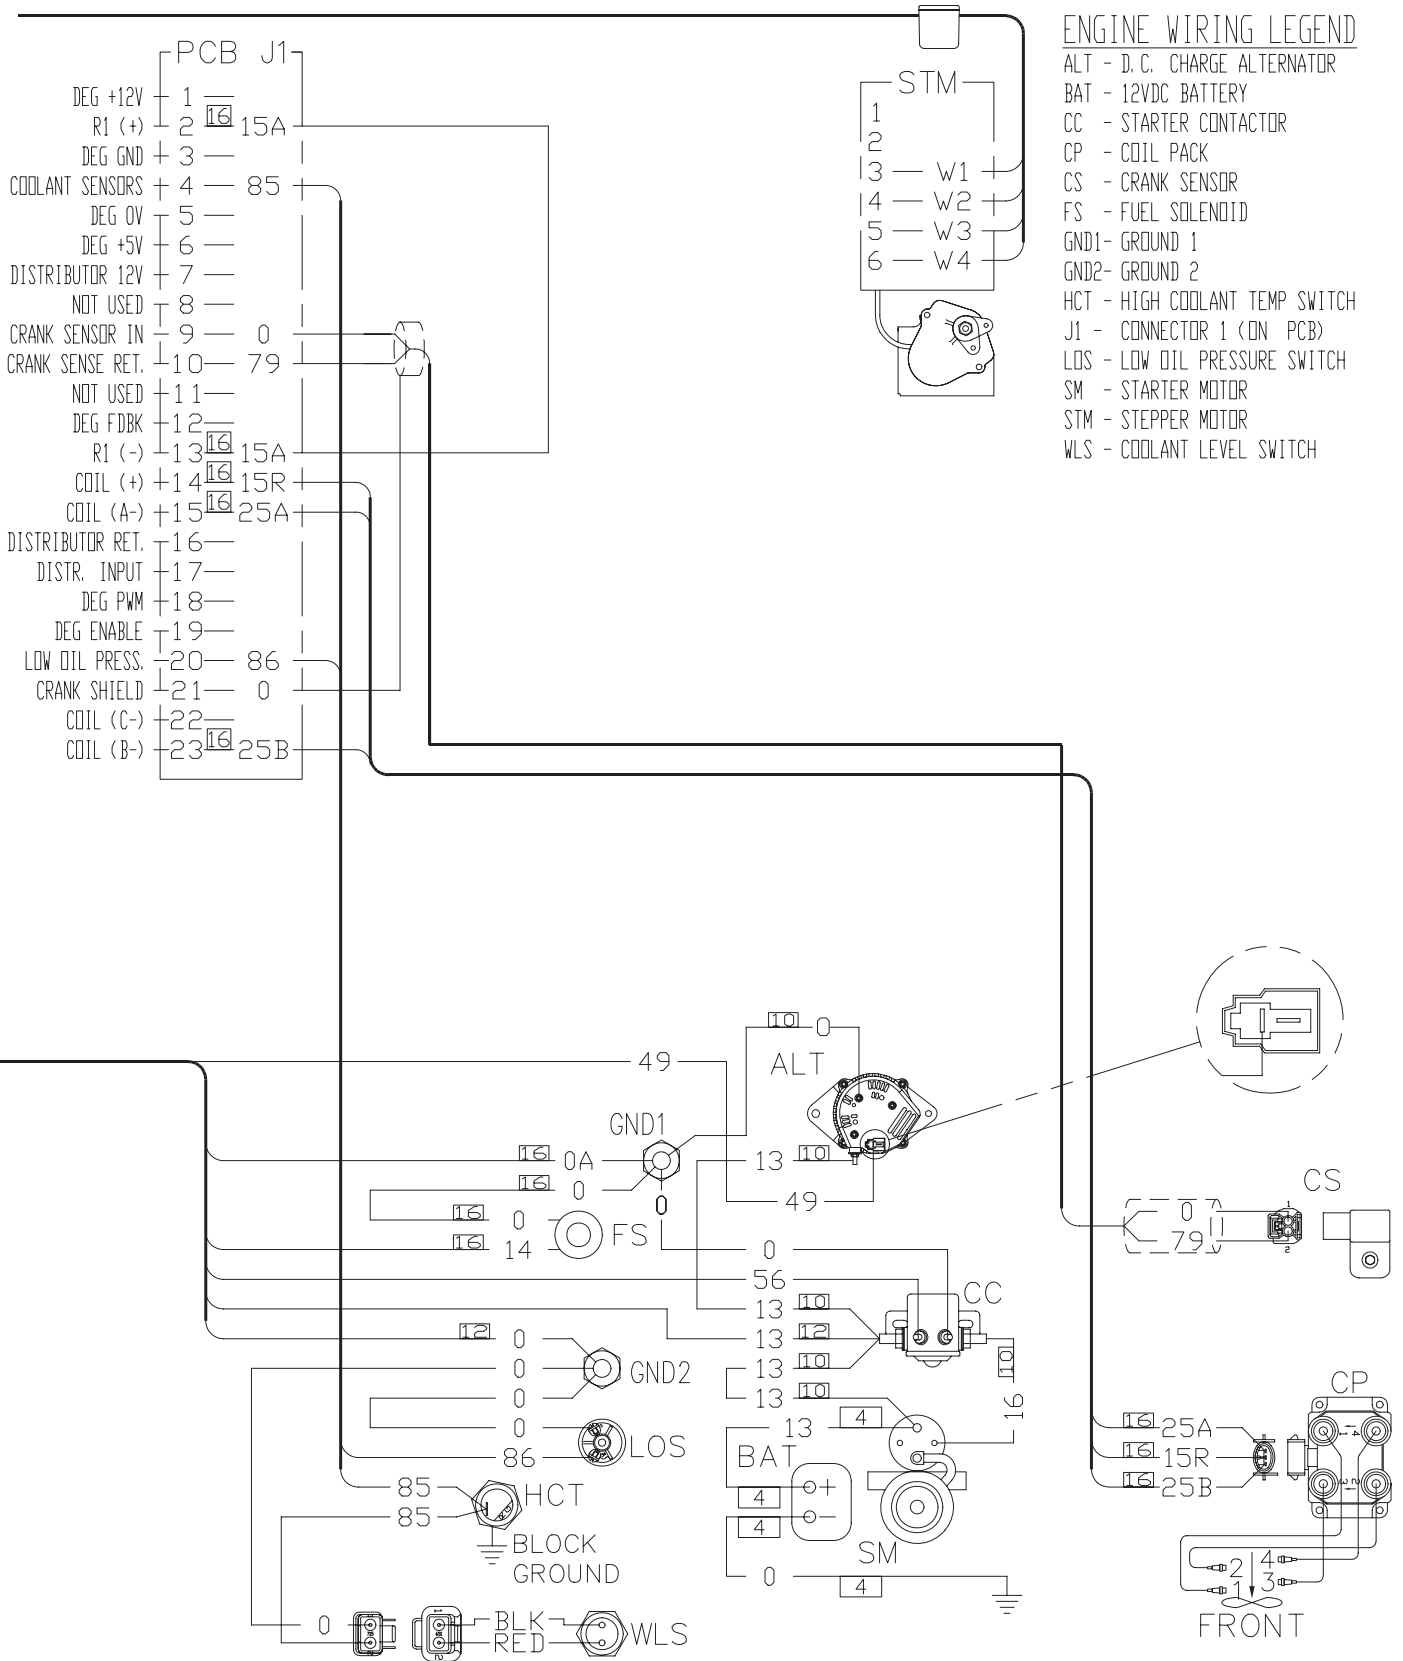 ENGINE WIRING LEGEND
ALT - D.C. CHARGE ALTERNATOR
BAT - 12VDC BATTERY
CC - STARTER CONTACTOR
CP - COIL PACK
CS - CRANK SENSOR
FS - FUEL SOLENOID
GND1- GROUND 1
GND2- GROUND 2
HCT - HIGH COOLANT TEMP SWITCH
J1 - CONNECTOR 1 (ON PCB)
LOS - LOW OIL PRESSURE SWITCH
SM - STARTER MOTOR
STM - STEPPER MOTOR
WLS - COOLANT LEVEL SWITCH
PCB J1
DEG +12V 1
R1 (+) 2 16 15A
DEG GND 3
COOLANT SENSORS 4 85
DEG 0V 5
DEG +5V 6
DISTRIBUTOR 12V 7
NOT USED 8
CRANK SENSOR IN 9 0
CRANK SENSE RET. 10 79
NOT USED 11
DEG FDBK 12
R1 (-) 13 16 15A
COIL (+) 14 16 15R
COIL (A-) 15 16 25A
DISTRIBUTOR RET. 16
DISTR. INPUT 17
DEG PWM 18
DEG ENABLE 19
LOW OIL PRESS. 20 86
CRANK SHIELD 21 0
COIL (C-) 22
COIL (B-) 23 16 25B
STM
1
2
3 W1
4 W2
5 W3
6 W4
10 0
49
ALT
GND1
16 0A
13 10
16 0
0
49
16 0
FS
16 14
0
56
CC
13 10
12 0
13 12
0
GND2
13 10
10
0
13 10
16
0
13 4
LOS
86
BAT
+
4
-
4
85
HCT
85
BLOCK
GROUND
SM
0 4
0
BLK
RED
WLS
CS
0
79
1
2
CP
16 25A
16 15R
16 25B
1
4
3
2
2 4
1 3
FRONT